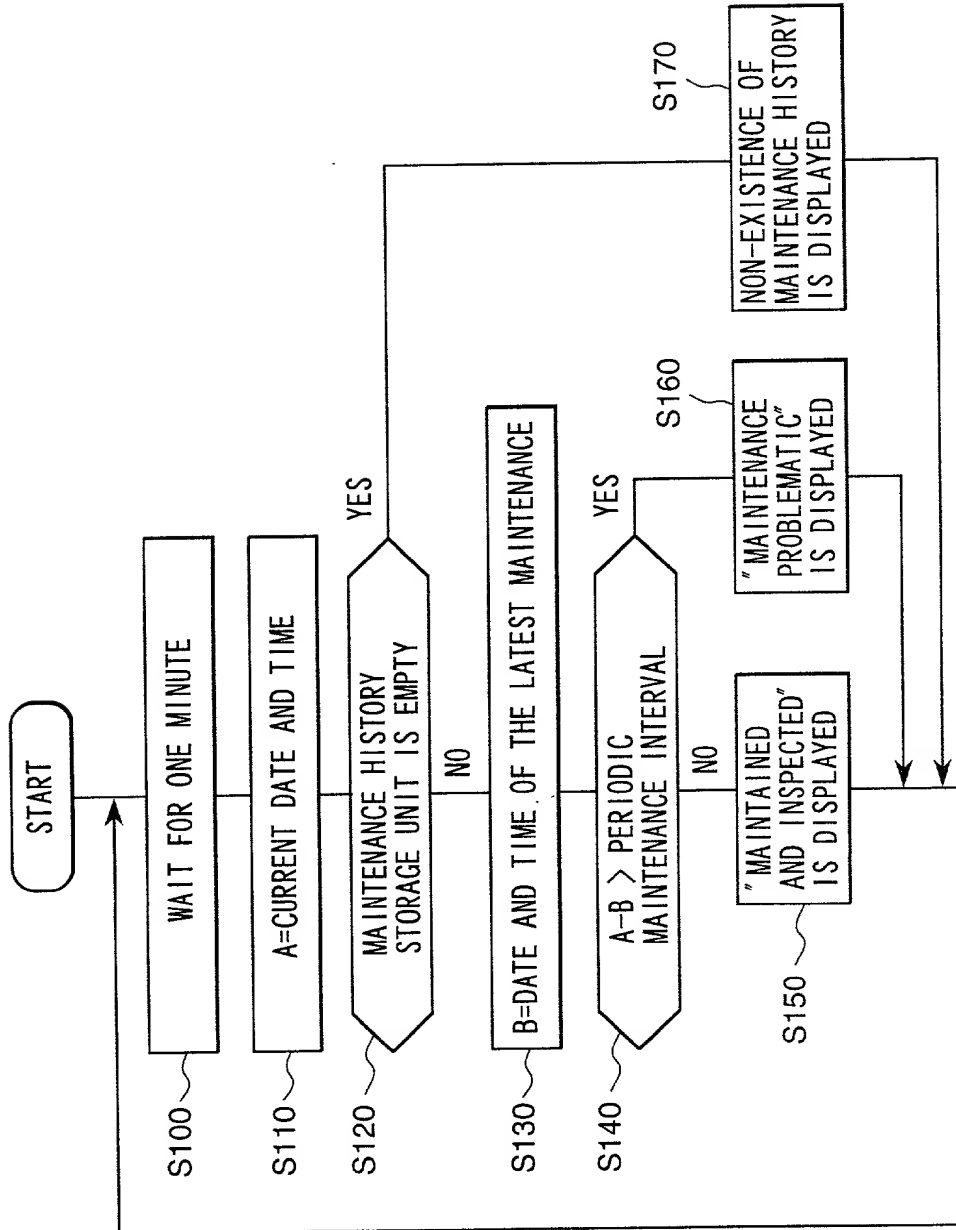 START
WAIT FOR ONE MINUTE
S100
A=CURRENT DATE AND TIME
S110
MAINTENANCE HISTORY
STORAGE UNIT IS EMPTY
S120
YES
NO
B=DATE AND TIME OF THE LATEST MAINTENANCE
S130
A-B > PERIODIC
MAINTENANCE INTERVAL
S140
YES
NO
"MAINTAINED
AND INSPECTED"
IS DISPLAYED
S150
"MAINTENANCE
PROBLEMATIC"
IS DISPLAYED
S160
NON-EXISTENCE OF
MAINTENANCE HISTORY
IS DISPLAYED
S170